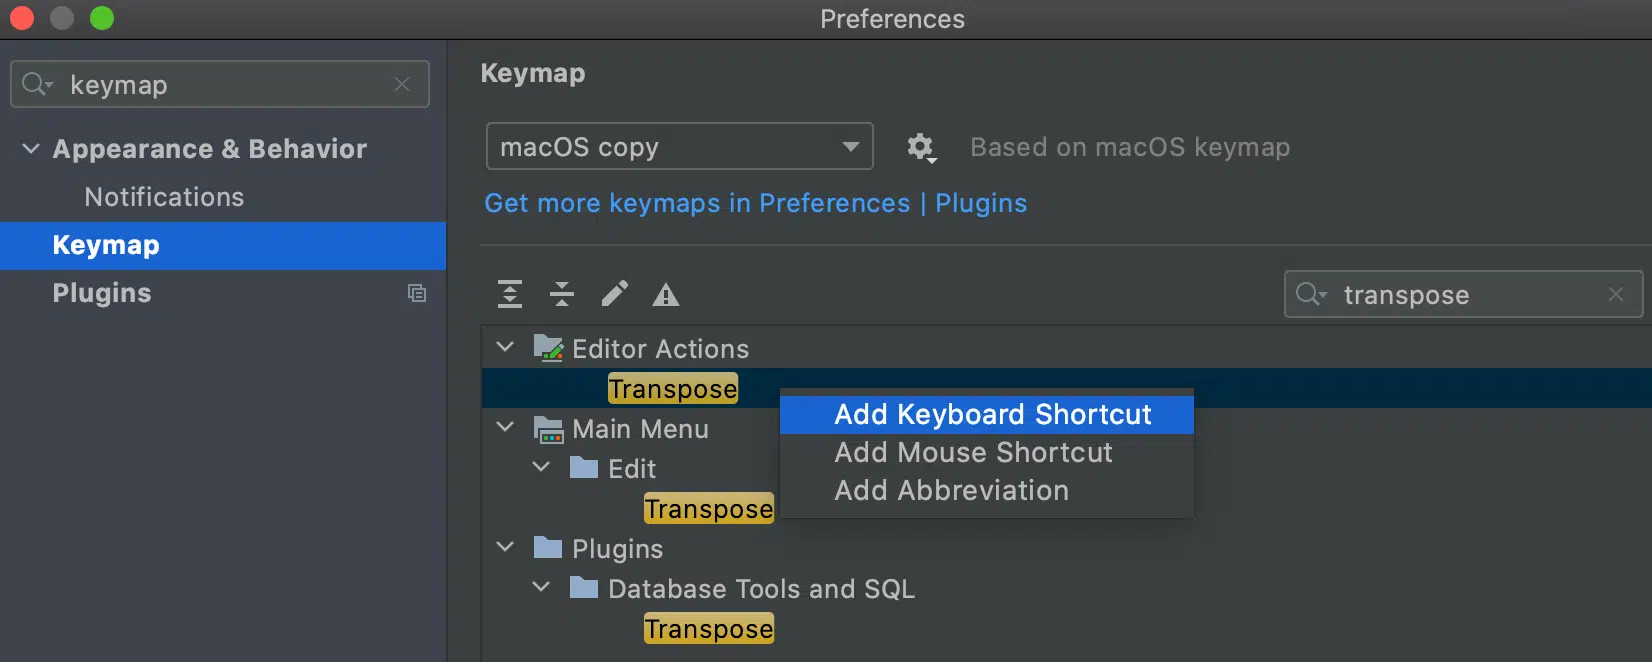 Preferences
keymap
Appearance & Behavior
Notifications
Keymap
Plugins
Keymap
macOS copy
Based on macOS keymap
Get more keymaps in Preferences | Plugins
transpose
Editor Actions
Transpose
Add Keyboard Shortcut
Add Mouse Shortcut
Add Abbreviation
Main Menu
Edit
Transpose
Plugins
Database Tools and SQL
Transpose